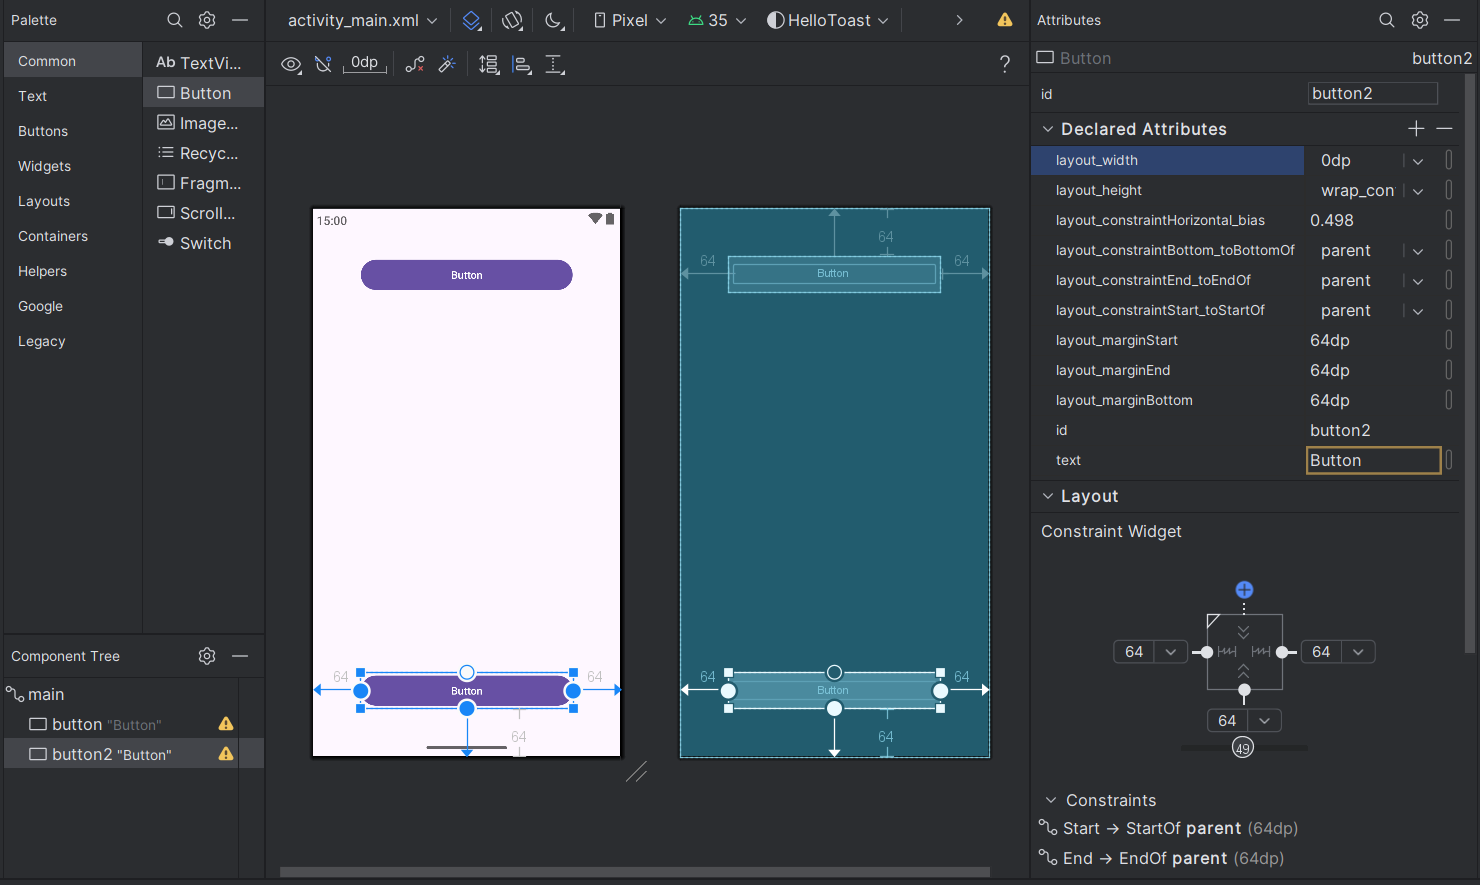 Palette
Common
Text
Buttons
Widgets
Layouts
Containers
Helpers
Google
Legacy
Ab TextVi...
Button
Image...
Recyc...
Fragm...
Scroll...
Switch
Component Tree
main
button "Button"
button2 "Button"
activity_main.xml
Pixel
35
HelloToast
0dp
?
15:00
Button
64
64
Button
64
64
64
64
Button
64
64
Button
64
64
Attributes
Button
button2
id
button2
Declared Attributes
layout_width 0dp
layout_height wrap_con
layout_constraintHorizontal_bias 0.498
layout_constraintBottom_toBottomOf parent
layout_constraintEnd_toEndOf parent
layout_constraintStart_toStartOf parent
layout_marginStart 64dp
layout_marginEnd 64dp
layout_marginBottom 64dp
id button2
text Button
Layout
Constraint Widget
64
64
64
49
Constraints
Start → StartOf parent (64dp)
End → EndOf parent (64dp)